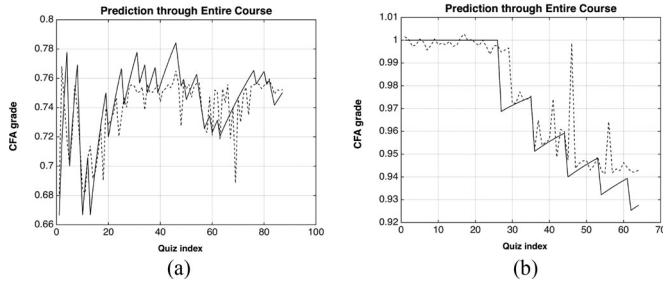 Prediction through Entire Course
0.8
0.78
0.76
0.74
0.72
0.7
0.68
0.66
CFA grade
0 20 40 60 80 100
Quiz index
(a)
Prediction through Entire Course
1.01
1
0.99
0.98
0.97
0.96
0.95
0.94
0.93
0.92
CFA grade
0 10 20 30 40 50 60 70
Quiz index
(b)